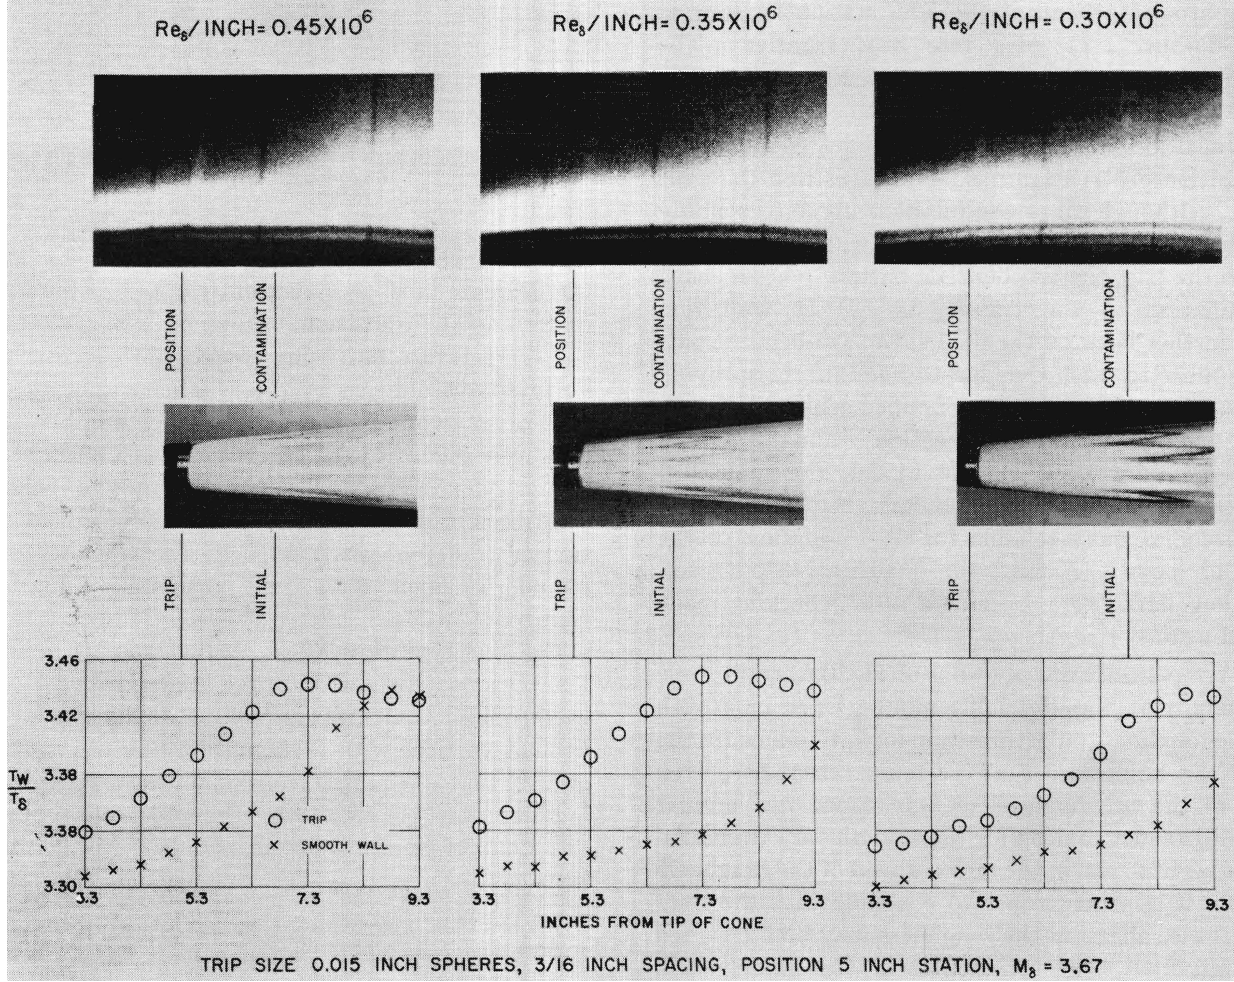 Re₈/INCH=0.45X10⁶
Re₈/INCH=0.35X10⁶
Re₈/INCH=0.30X10⁶
POSITION
CONTAMINATION
POSITION
CONTAMINATION
POSITION
CONTAMINATION
TRIP
INITIAL
TRIP
INITIAL
TRIP
INITIAL
3.46
3.42
3.38
3.38
3.30
Tw
Tδ
TRIP
SMOOTH WALL
3.3 5.3 7.3 9.3
3.3 5.3 7.3 9.3
3.3 5.3 7.3 9.3
INCHES FROM TIP OF CONE
TRIP SIZE 0.015 INCH SPHERES, 3/16 INCH SPACING, POSITION 5 INCH STATION, Mδ = 3.67